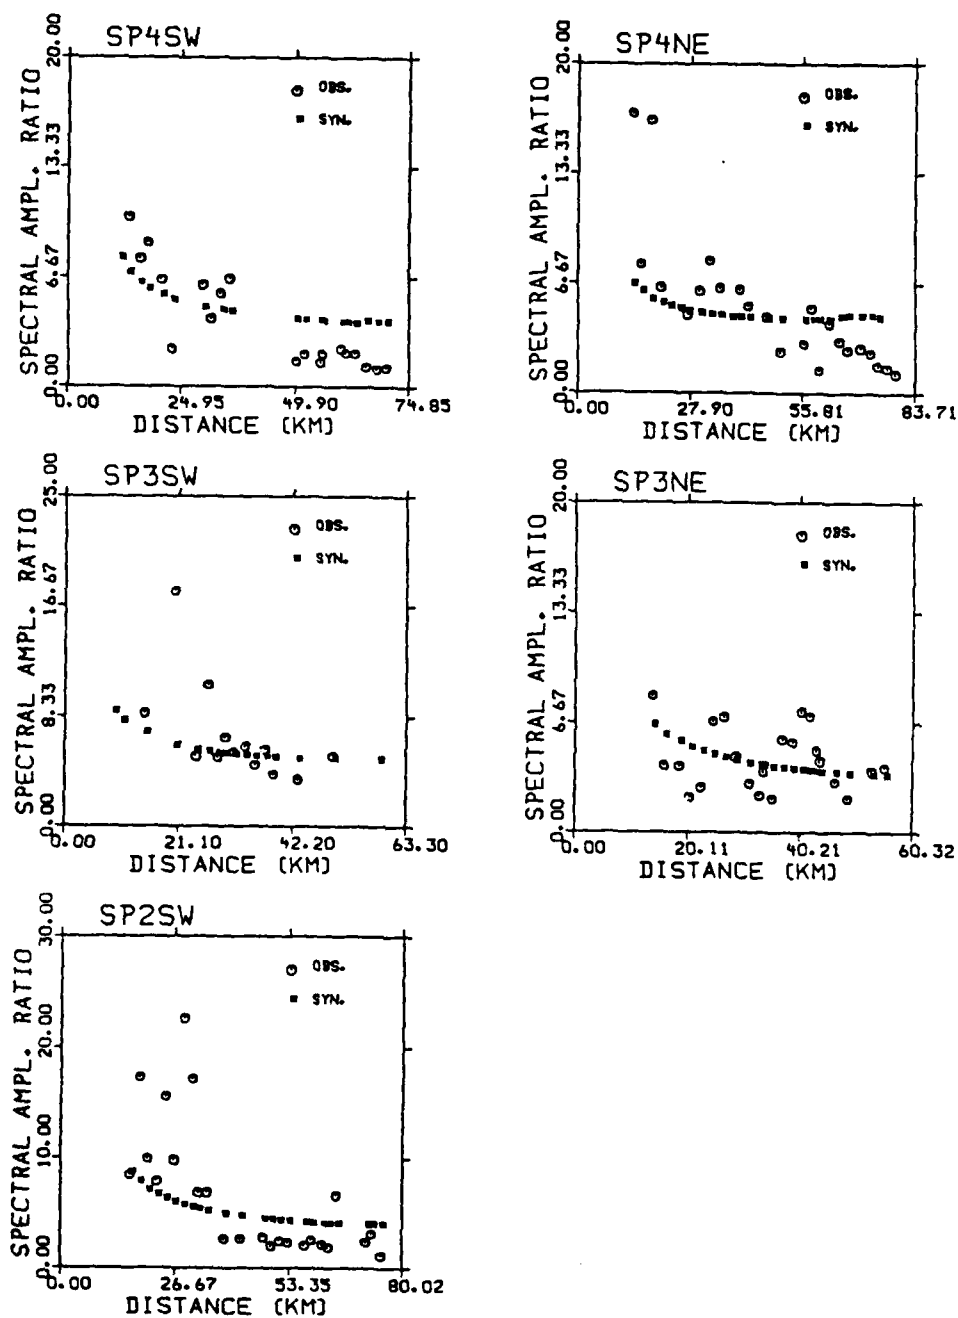 SP4SW
SPECTRAL AMPL. RATIO
20.00
13.33
6.67
0.00
OBS.
SYN.
0.00 24.95 49.90 74.85
DISTANCE (KM)
SP4NE
SPECTRAL AMPL. RATIO
20.00
13.33
6.67
0.00
OBS.
SYN.
0.00 27.90 55.81 83.71
DISTANCE (KM)
SP3SW
SPECTRAL AMPL. RATIO
25.00
16.67
8.33
0.00
OBS.
SYN.
0.00 21.10 42.20 63.30
DISTANCE (KM)
SP3NE
SPECTRAL AMPL. RATIO
20.00
13.33
6.67
0.00
OBS.
SYN.
0.00 20.11 40.21 60.32
DISTANCE (KM)
SP2SW
SPECTRAL AMPL. RATIO
30.00
20.00
10.00
0.00
OBS.
SYN.
0.00 26.67 53.35 80.02
DISTANCE (KM)